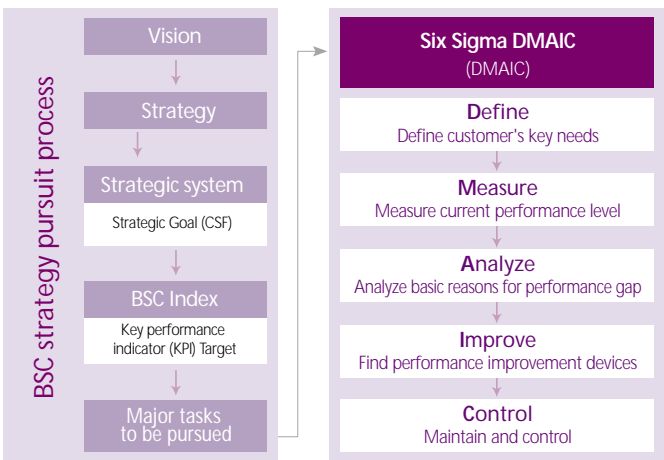 BSC strategy pursuit process
Vision
Strategy
Strategic system
Strategic Goal (CSF)
BSC Index
Key performance
indicator (KPI) Target
Major tasks
to be pursued
Six Sigma DMAIC
(DMAIC)
Define
Define customer's key needs
Measure
Measure current performance level
Analyze
Analyze basic reasons for performance gap
Improve
Find performance improvement devices
Control
Maintain and control